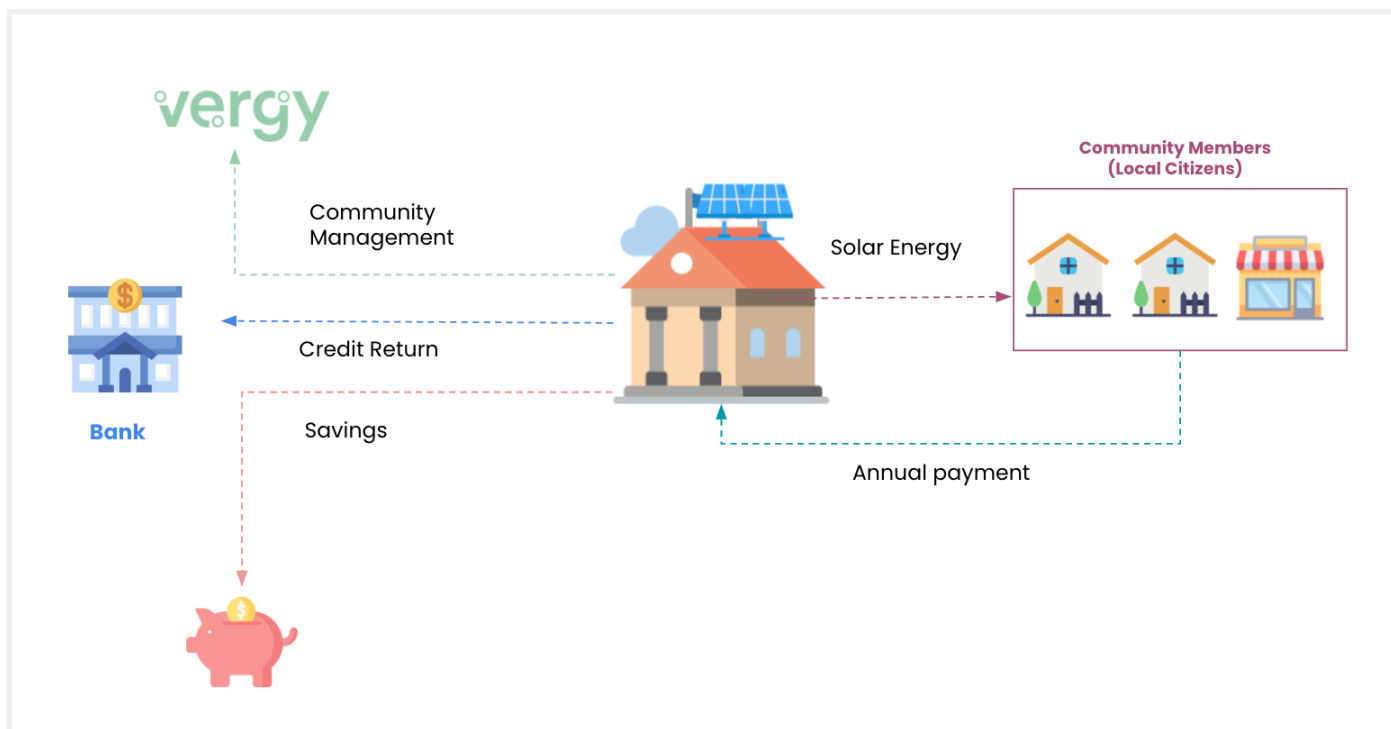 vergy
Community Members
(Local Citizens)
Community
Management
Solar Energy
Credit Return
Bank
Savings
Annual payment
$
$